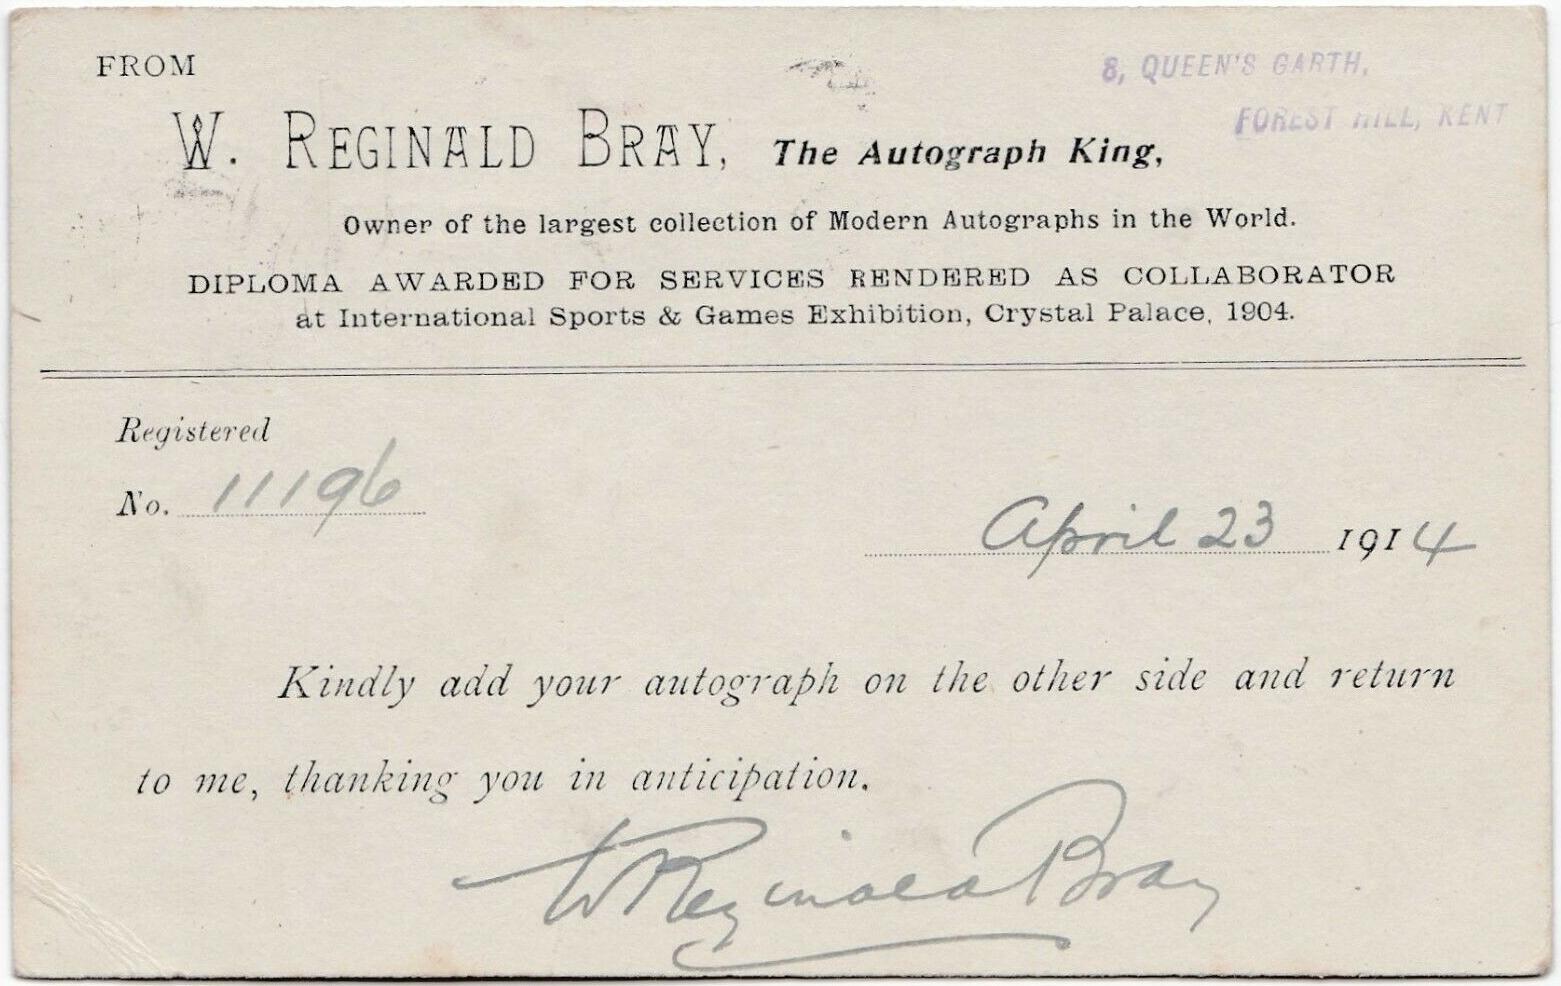 FROM
8, QUEEN'S GARTH,
FOREST HILL, KENT
W. REGINALD BRAY, The Autograph King,
Owner of the largest collection of Modern Autographs in the World.
DIPLOMA AWARDED FOR SERVICES RENDERED AS COLLABORATOR
at International Sports & Games Exhibition, Crystal Palace, 1904.
Registered
No. 11196
April 23 1914
Kindly add your autograph on the other side and return
to me, thanking you in anticipation.
W Reginald Bray